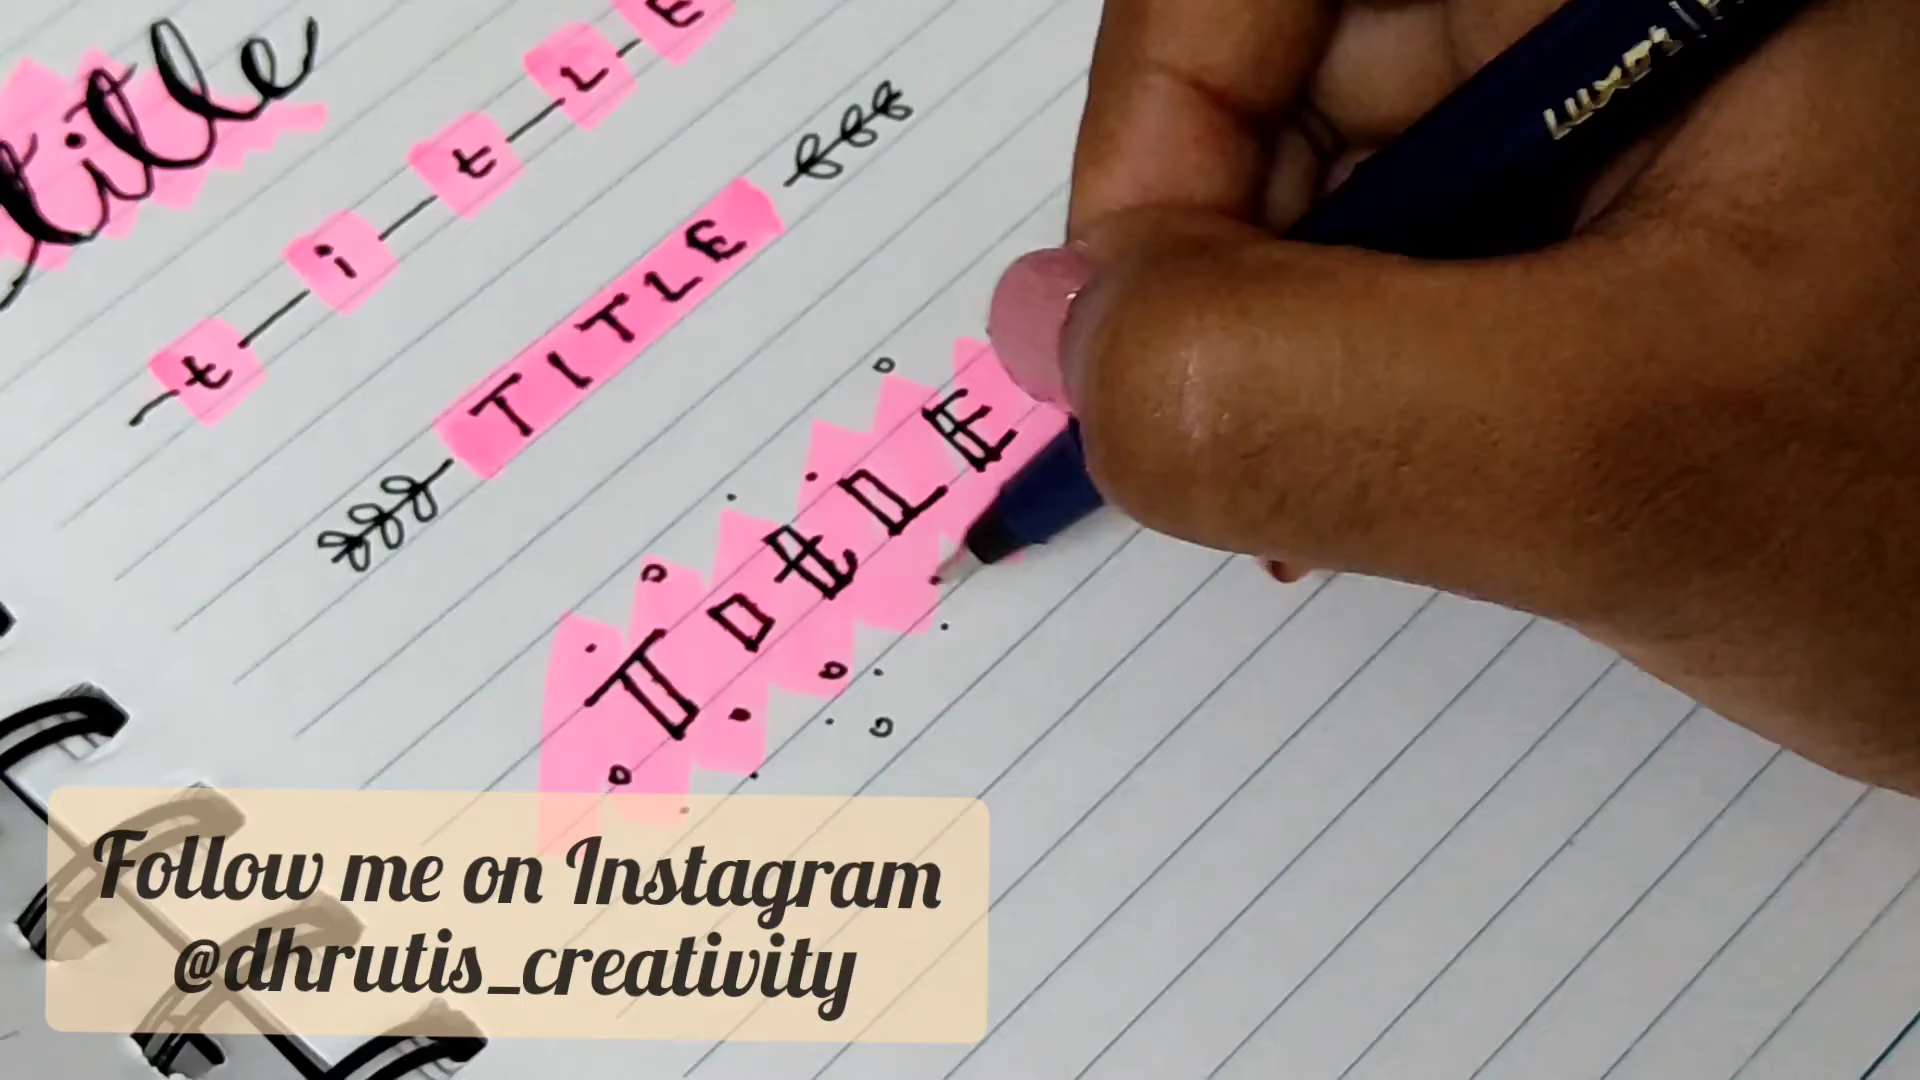 title
t i t L E
TITLE
TITLE
LUXOR
Follow me on Instagram
@dhrutis_creativity